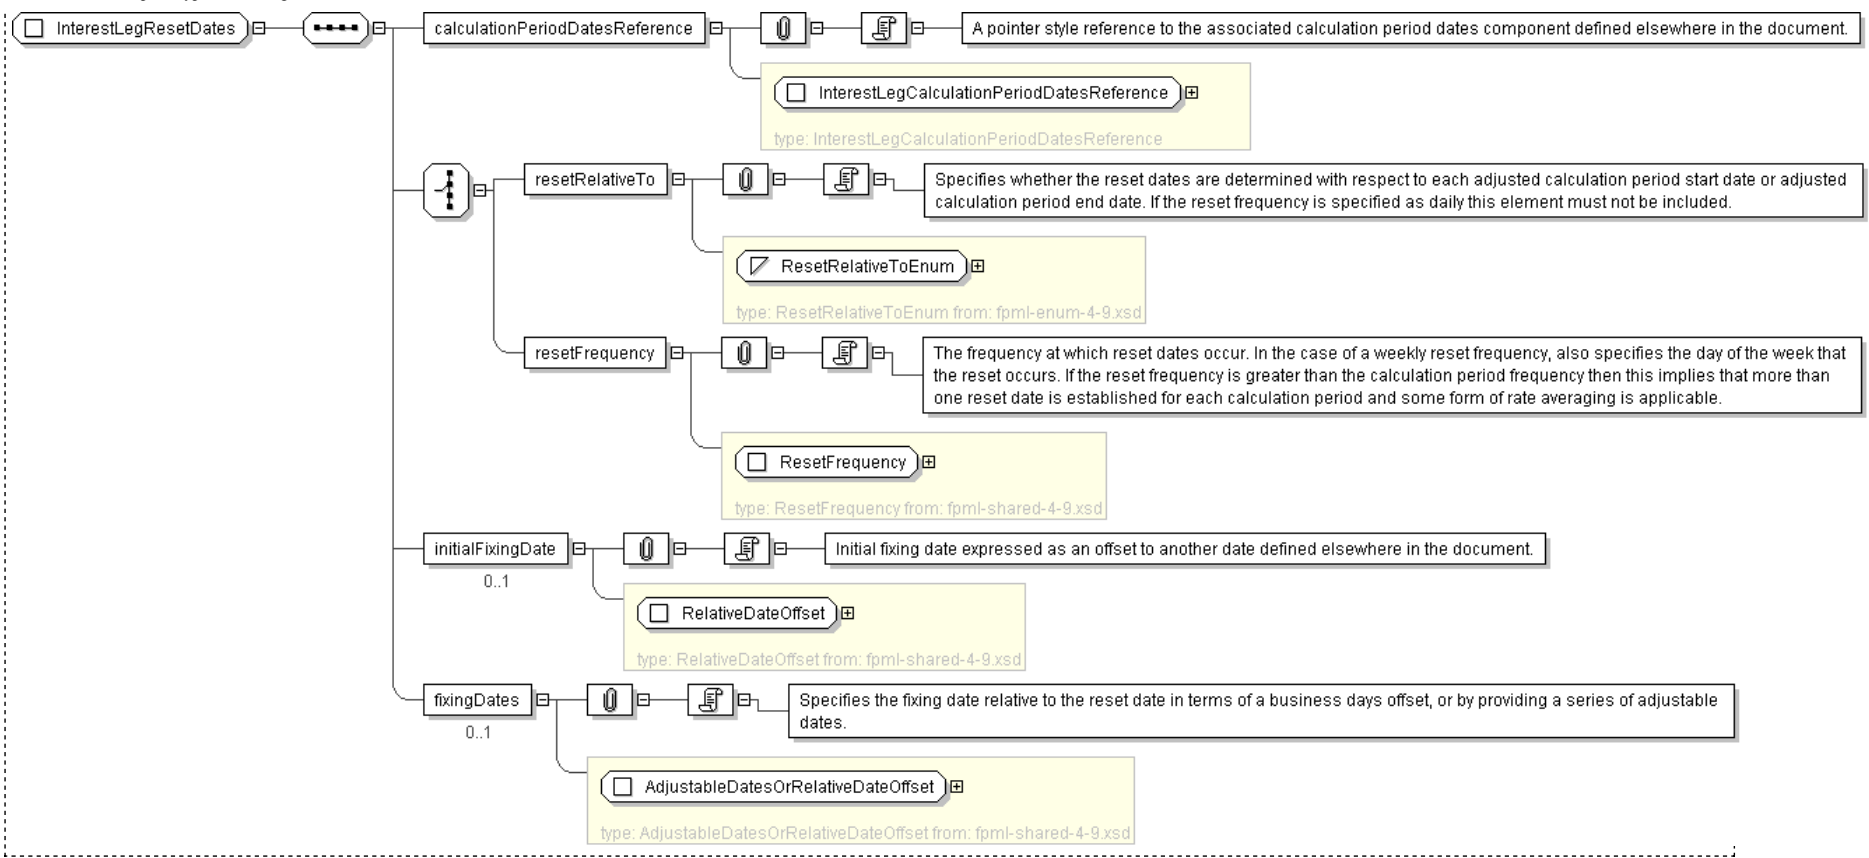 InterestLegResetDates
calculationPeriodDatesReference
A pointer style reference to the associated calculation period dates component defined elsewhere in the document.
InterestLegCalculationPeriodDatesReference
type: InterestLegCalculationPeriodDatesReference
resetRelativeTo
Specifies whether the reset dates are determined with respect to each adjusted calculation period start date or adjusted
calculation period end date. If the reset frequency is specified as daily this element must not be included.
ResetRelativeToEnum
type: ResetRelativeToEnum from: fpml-enum-4-9.xsd
resetFrequency
The frequency at which reset dates occur. In the case of a weekly reset frequency, also specifies the day of the week that
the reset occurs. If the reset frequency is greater than the calculation period frequency then this implies that more than
one reset date is established for each calculation period and some form of rate averaging is applicable.
ResetFrequency
type: ResetFrequency from: fpml-shared-4-9.xsd
initialFixingDate
Initial fixing date expressed as an offset to another date defined elsewhere in the document.
0..1
RelativeDateOffset
type: RelativeDateOffset from: fpml-shared-4-9.xsd
fixingDates
Specifies the fixing date relative to the reset date in terms of a business days offset, or by providing a series of adjustable
dates.
0..1
AdjustableDatesOrRelativeDateOffset
type: AdjustableDatesOrRelativeDateOffset from: fpml-shared-4-9.xsd